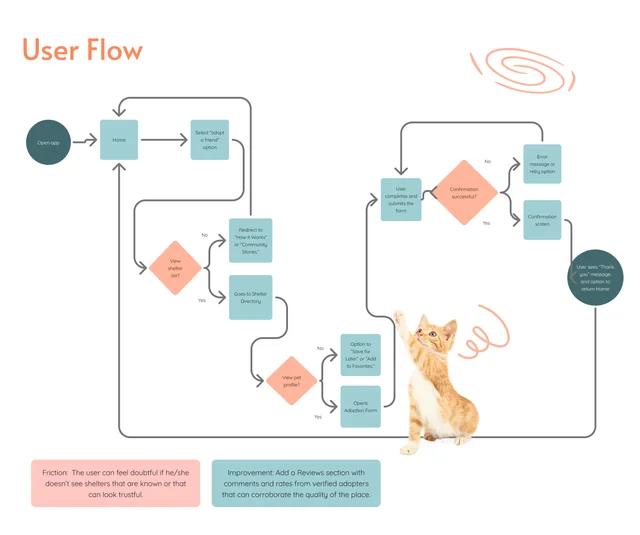 User Flow
Open app
Home
Select "adopt
a friend"
option
View
shelter
list?
No
Redirect to
"How it Works"
or "Community
Stories."
Yes
Goes to Shelter
Directory
View pet
profile?
No
Option to
"Save for
Later" or "Add
to Favorites."
Yes
Opens
Adoption Form
User
completes and
submits the
form.
Confirmation
successful?
No
Error
message or
retry option
Yes
Confirmation
screen
User sees "Thank
you" message
and option to
return Home
Friction: The user can feel doubtful if he/she
doesn't see shelters that are known or that
can look trustful.
Improvement: Add a Reviews section with
comments and rates from verified adopters
that can corroborate the quality of the place.